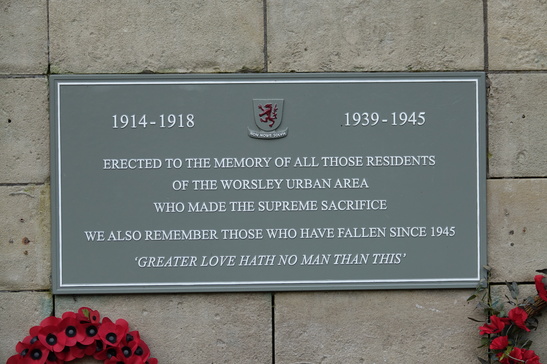 1914-1918 1939-1945
ERECTED TO THE MEMORY OF ALL THOSE RESIDENTS
OF THE WORSLEY URBAN AREA
WHO MADE THE SUPREME SACRIFICE
WE ALSO REMEMBER THOSE WHO HAVE FALLEN SINCE 1945
‘GREATER LOVE HATH NO MAN THAN THIS’